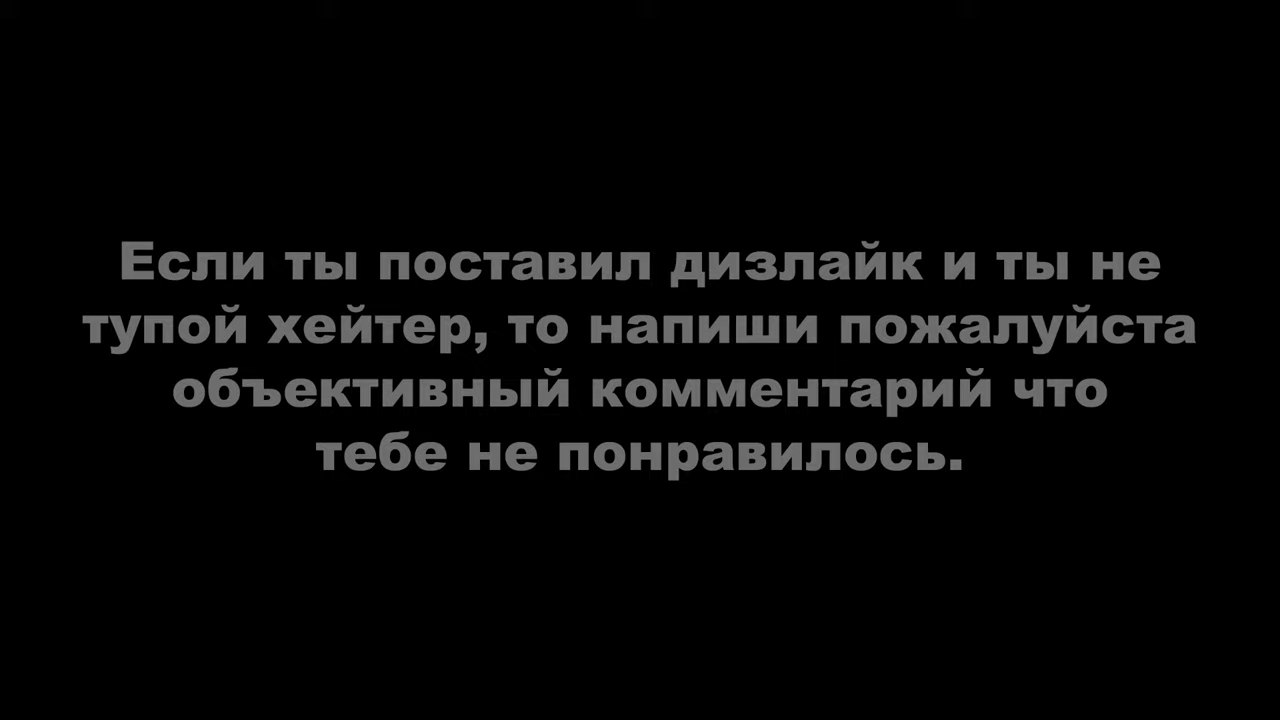 Если ты поставил дизлайк и ты не
тупой хейтер, то напиши пожалуйста
объективный комментарий что
тебе не понравилось.